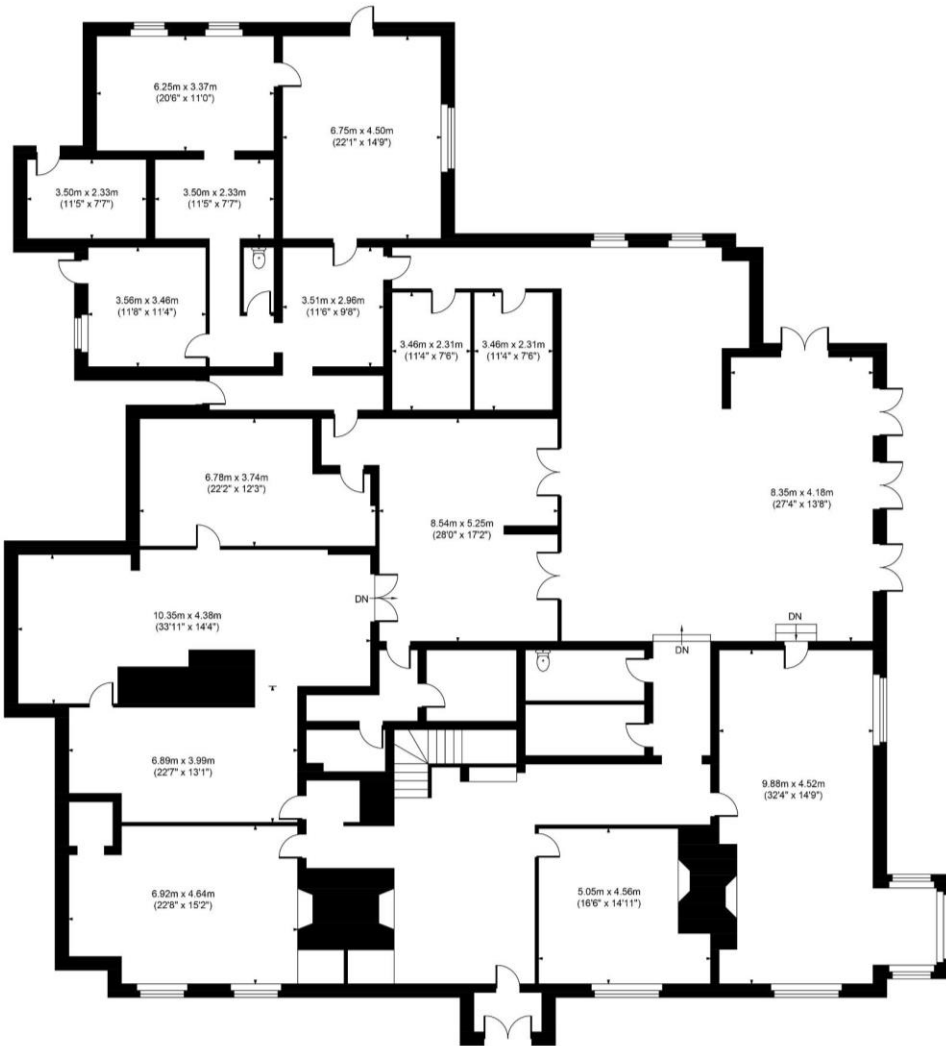 6.25m x 3.37m
(20'6" x 11'0)
6.75m x 4.50m
(22'1" x 14'9)
3.50m x 2.33m
(11'5" x 7'7")
3.50m x 2.33m
(11'5" x 7'7")
3.56m x 3.46m
(11'8" x 11'4")
3.51m x 2.96m
(11'6" x 9'8")
3.46m x 2.31m
(11'4" x 7'6")
3.46m x 2.31m
(11'4" x 7'6")
6.78m x 3.74m
(22'2" x 12'3")
8.54m x 5.25m
(28'0" x 17'2")
8.35m x 4.18m
(27'4" x 13'8")
DN
10.35m x 4.38m
(33'11" x 14'4")
DN
DN
6.89m x 3.99m
(22'7" x 13'1")
9.88m x 4.52m
(32'4" x 14'9")
6.92m x 4.64m
(22'8" x 15'2")
5.05m x 4.56m
(16'6" x 14'11")